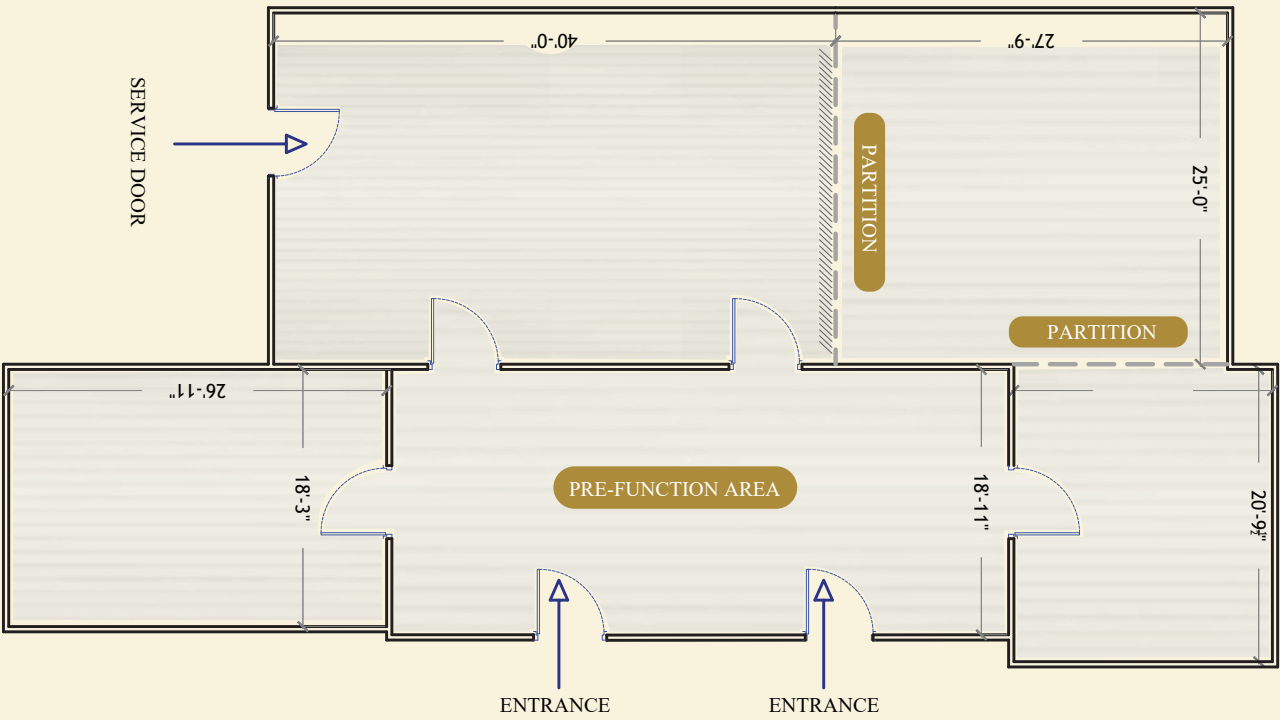 40'-0"
27'-9"
SERVICE DOOR
PARTITION
25'-0"
PARTITION
26'-11"
18'-3"
PRE-FUNCTION AREA
18'-11"
20'-9½"
ENTRANCE
ENTRANCE